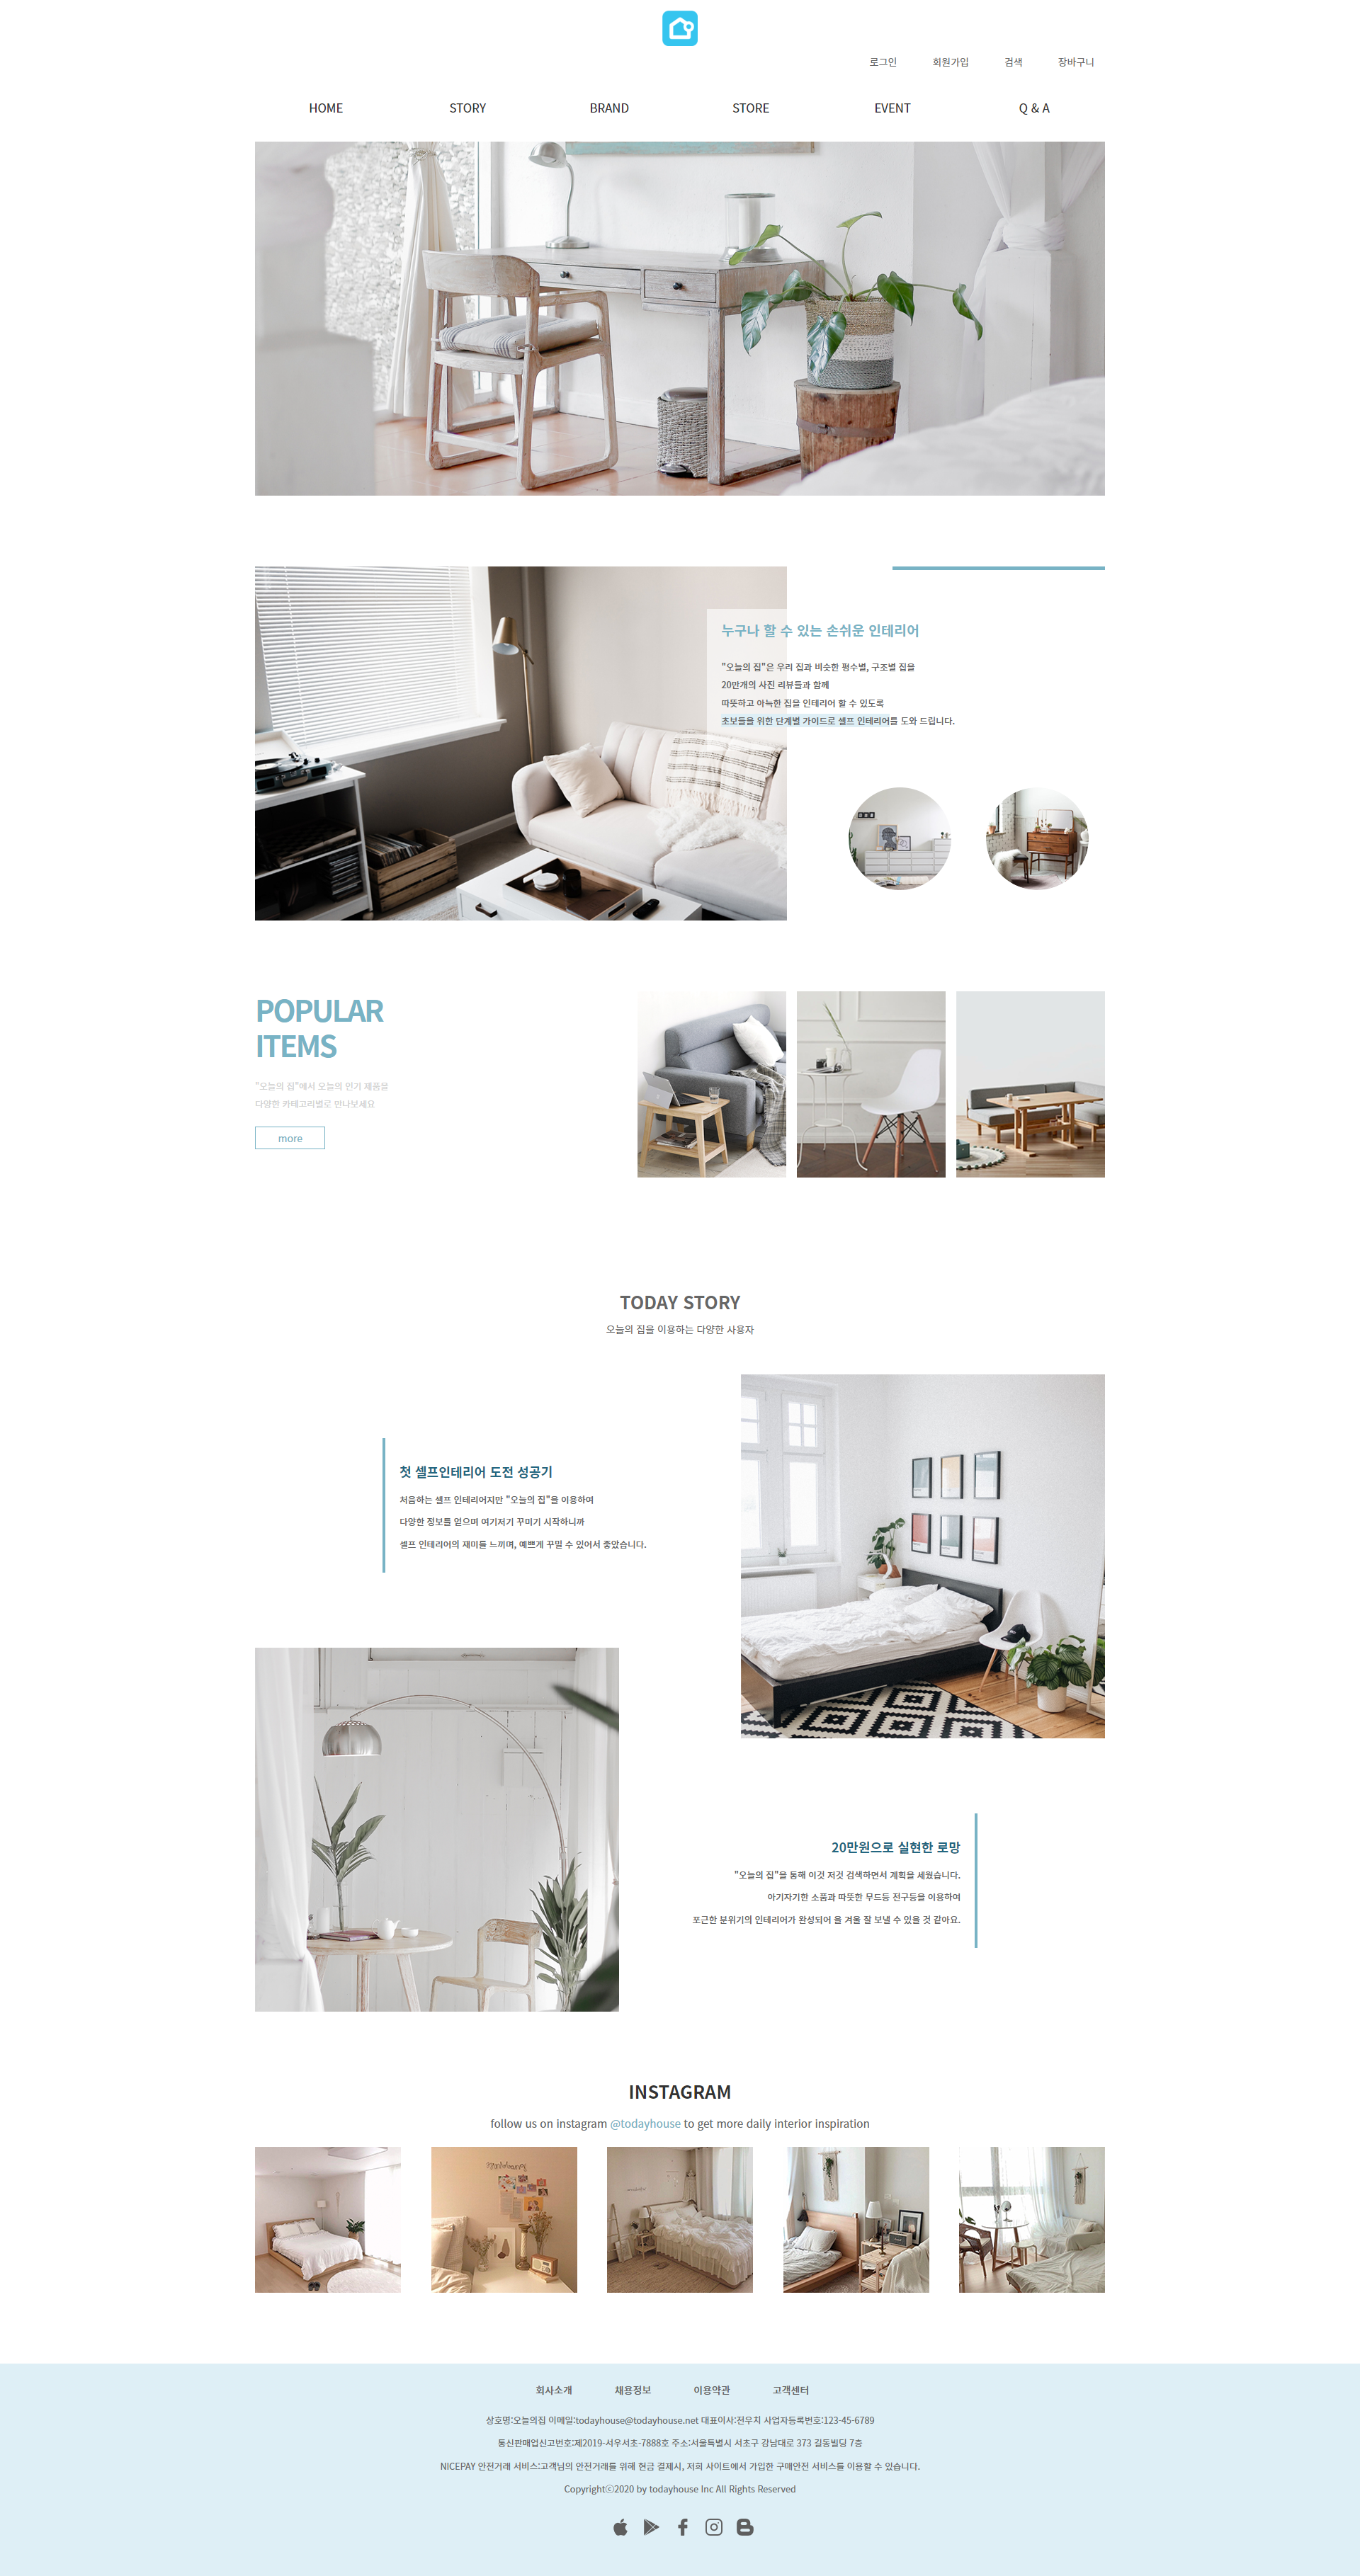 로그인 회원가입 검색 장바구니
HOME STORY BRAND STORE EVENT Q & A
누구나 할 수 있는 손쉬운 인테리어
"오늘의 집"은 우리 집과 비슷한 평수별, 구조별 집을
20만개의 사진 리뷰들과 함께
따뜻하고 아늑한 집을 인테리어 할 수 있도록
초보들을 위한 단계별 가이드로 셀프 인테리어를 도와 드립니다.
POPULAR
ITEMS
"오늘의 집"에서 오늘의 인기 제품을
다양한 카테고리별로 만나보세요
more
TODAY STORY
오늘의 집을 이용하는 다양한 사용자
첫 셀프인테리어 도전 성공기
처음하는 셀프 인테리어지만 "오늘의 집"을 이용하여
다양한 정보를 얻으며 여기저기 꾸미기 시작하니까
셀프 인테리어의 재미를 느끼며, 예쁘게 꾸밀 수 있어서 좋았습니다.
20만원으로 실현한 로망
"오늘의 집"을 통해 이것 저것 검색하면서 계획을 세웠습니다.
아기자기한 소품과 따뜻한 무드등 전구등을 이용하여
포근한 분위기의 인테리어가 완성되어 올 겨울 잘 보낼 수 있을 것 같아요.
INSTAGRAM
follow us on instagram @todayhouse to get more daily interior inspiration
회사소개 채용정보 이용약관 고객센터
상호명:오늘의집 이메일:todayhouse@todayhouse.net 대표이사:전우치 사업자등록번호:123-45-6789
통신판매업신고번호:제2019-서우서초-7888호 주소:서울특별시 서초구 강남대로 373 길동빌딩 7층
NICEPAY 안전거래 서비스:고객님의 안전거래를 위해 현금 결제시, 저희 사이트에서 가입한 구매안전 서비스를 이용할 수 있습니다.
Copyrightⓒ2020 by todayhouse Inc All Rights Reserved